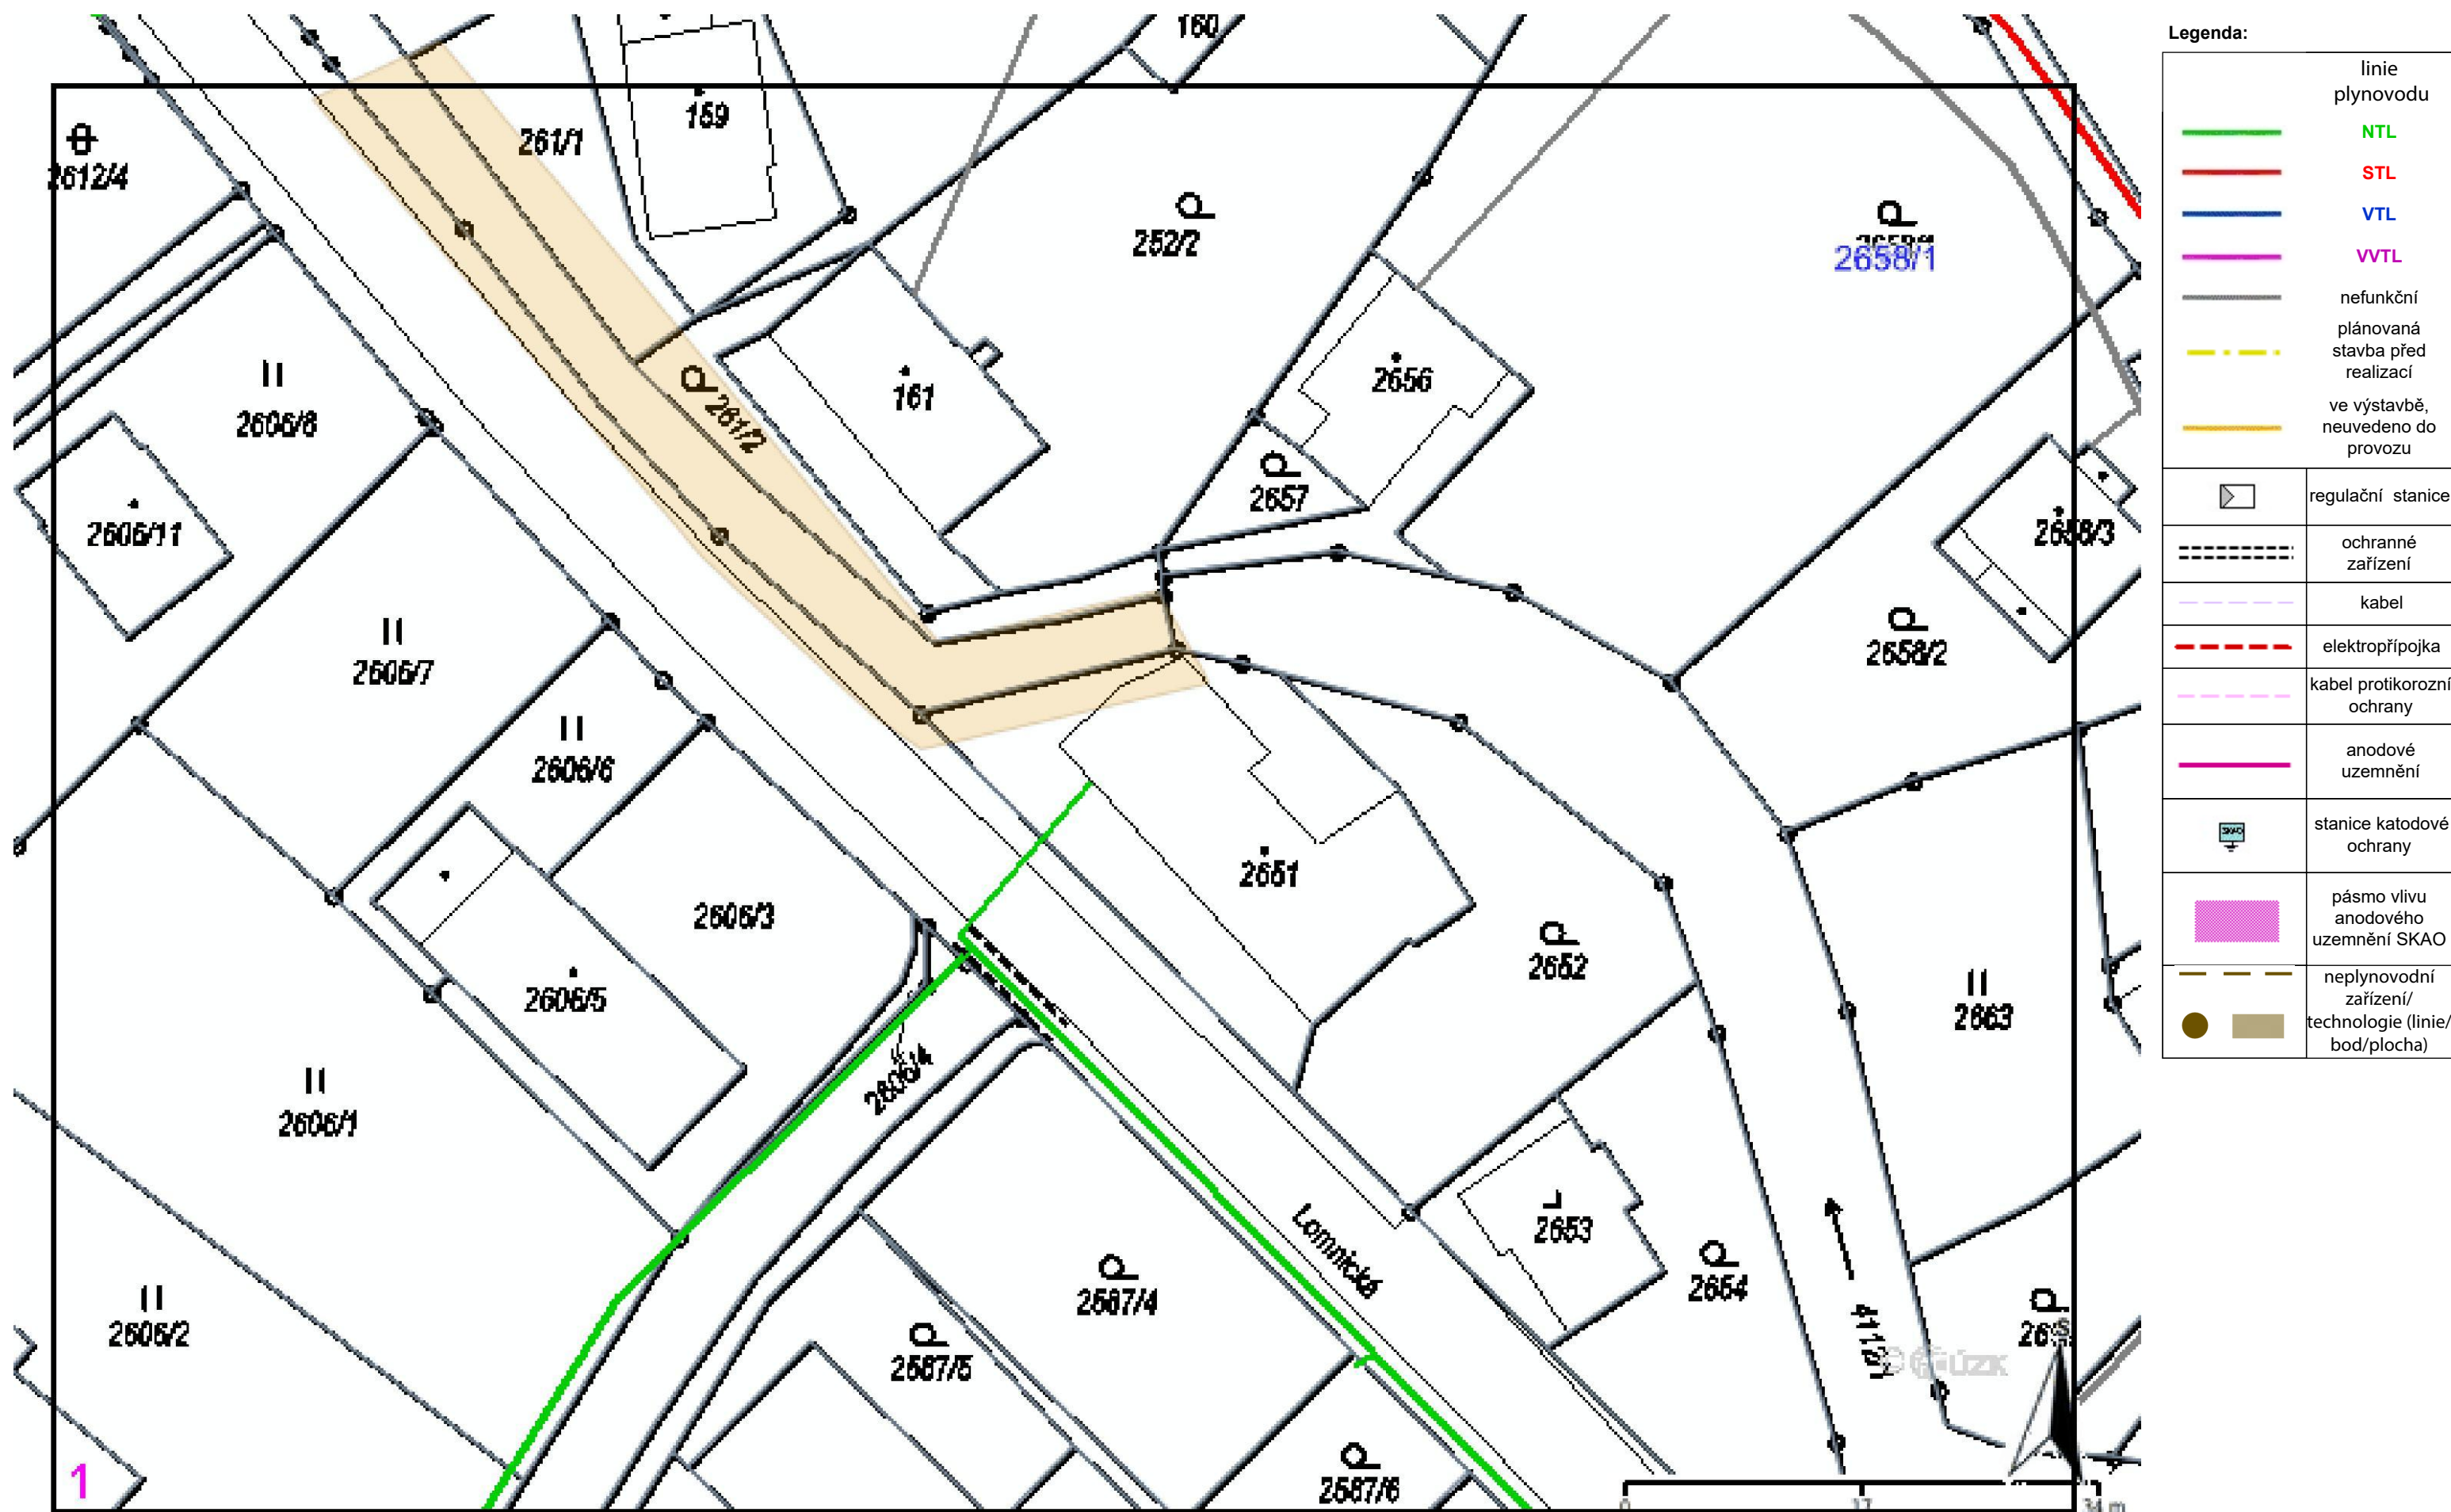 160
159
261/1
2612/4
252/2
2658/1
2606/8
161
261/2
2656
2657
2606/11
2658/3
2606/7
2658/2
2606/6
2651
2606/3
2652
2606/5
2663
2606/4
2606/1
Lomnická
2653
2654
2587/4
2606/2
2587/5
2587/6
1
0
17
34 m
Legenda:
linie
plynovodu
NTL
STL
VTL
VVTL
nefunkční
plánovaná
stavba před
realizací
ve výstavbě,
neuvedeno do
provozu
regulační stanice
ochranné
zařízení
kabel
elektropřípojka
kabel protikorozní
ochrany
anodové
uzemnění
SKAO
stanice katodové
ochrany
pásmo vlivu
anodového
uzemnění SKAO
neplynovodní
zařízení/
technologie (linie/
bod/plocha)